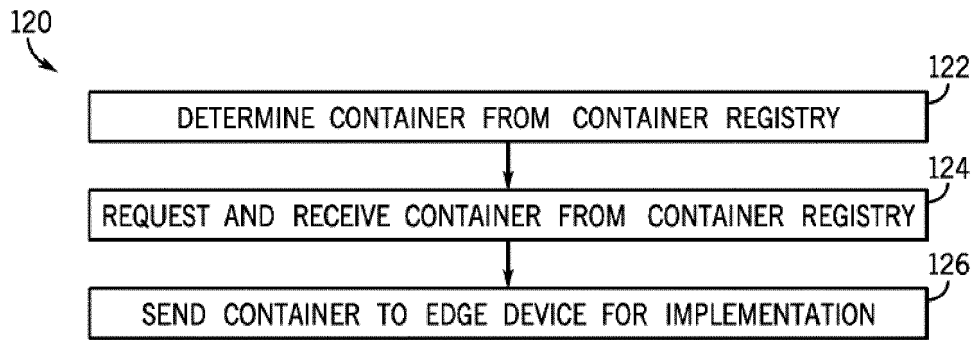 120
122
DETERMINE CONTAINER FROM CONTAINER REGISTRY
124
REQUEST AND RECEIVE CONTAINER FROM CONTAINER REGISTRY
126
SEND CONTAINER TO EDGE DEVICE FOR IMPLEMENTATION